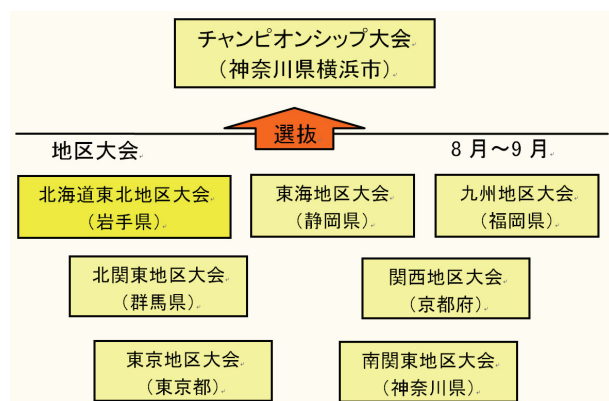 チャンピオンシップ大会
（神奈川県横浜市）
選抜
地区大会
8月～9月
北海道東北地区大会
（岩手県）
東海地区大会
（静岡県）
九州地区大会
（福岡県）
北関東地区大会
（群馬県）
関西地区大会
（京都府）
東京地区大会
（東京都）
南関東地区大会
（神奈川県）